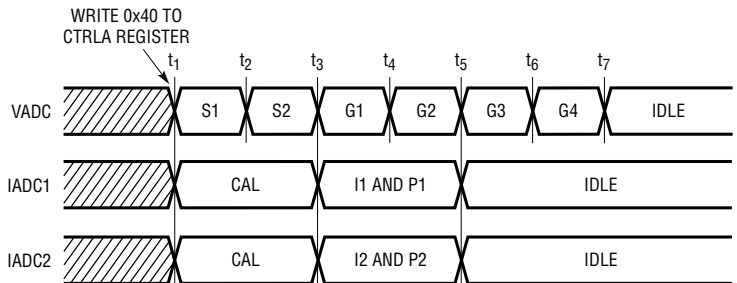 WRITE 0x40 TO
CTRLA REGISTER
t1 t2 t3 t4 t5 t6 t7
VADC S1 S2 G1 G2 G3 G4 IDLE
IADC1 CAL I1 AND P1 IDLE
IADC2 CAL I2 AND P2 IDLE